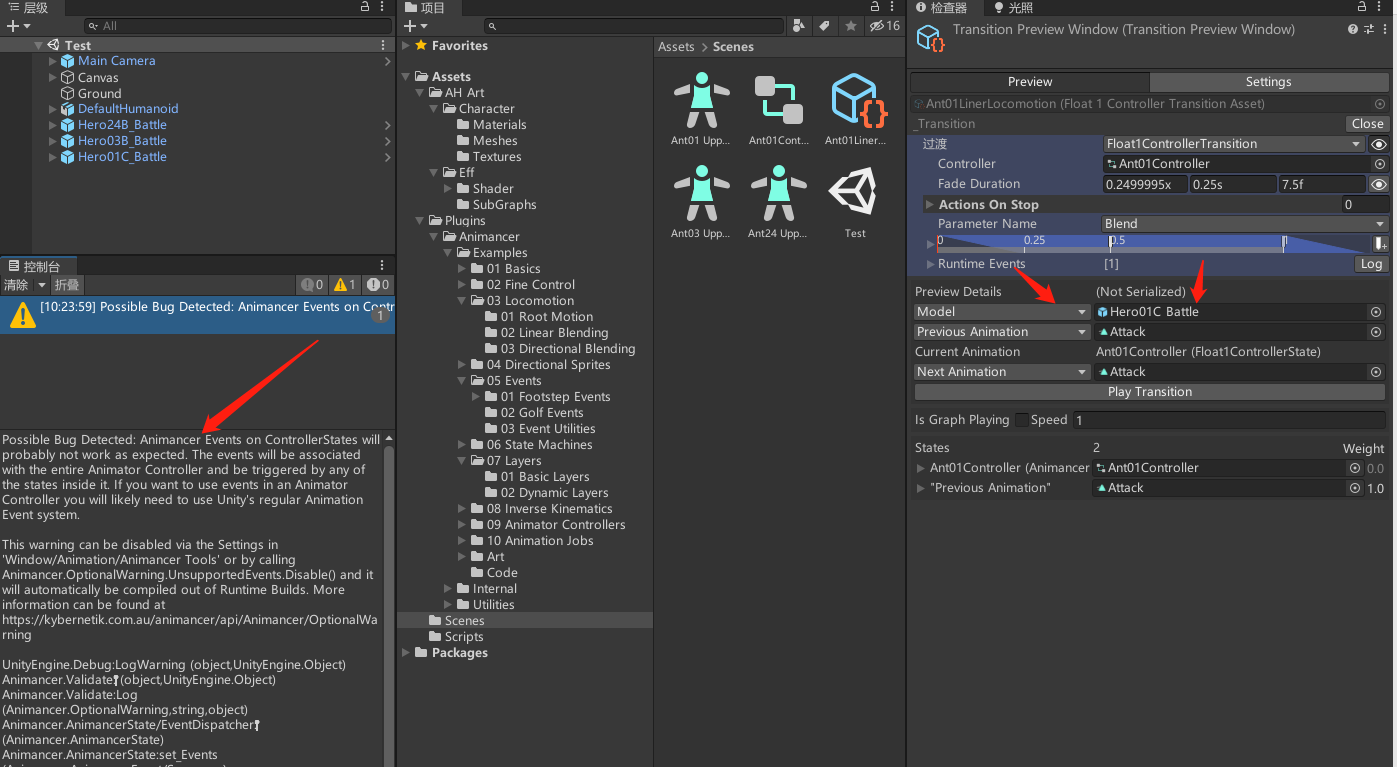 层级
All
Test
Main Camera
Canvas
Ground
DefaultHumanoid
Hero24B_Battle
Hero03B_Battle
Hero01C_Battle
控制台
清除 折叠 0 1 0
[10:23:59] Possible Bug Detected: Animancer Events on Contr
1
Possible Bug Detected: Animancer Events on ControllerStates will
probably not work as expected. The events will be associated
with the entire Animator Controller and be triggered by any of
the states inside it. If you want to use events in an Animator
Controller you will likely need to use Unity's regular Animation
Event system.
This warning can be disabled via the Settings in
'Window/Animation/Animancer Tools' or by calling
Animancer.OptionalWarning.UnsupportedEvents.Disable() and it
will automatically be compiled out of Runtime Builds. More
information can be found at
https://kybernetik.com.au/animancer/api/Animancer/OptionalWa
rning
UnityEngine.Debug:LogWarning (object,UnityEngine.Object)
(object,UnityEngine.Object)
Animancer.Validate:Log
(Animancer.OptionalWarning,string,object)
Animancer.AnimancerState/EventDispatcher
(Animancer.AnimancerState)
Animancer.AnimancerState:set_Events
项目
16
Favorites
Assets
AH Art
Character
Materials
Meshes
Textures
Eff
Shader
SubGraphs
Plugins
Animancer
Examples
01 Basics
02 Fine Control
03 Locomotion
01 Root Motion
02 Linear Blending
03 Directional Blending
04 Directional Sprites
05 Events
01 Footstep Events
02 Golf Events
03 Event Utilities
06 State Machines
07 Layers
01 Basic Layers
02 Dynamic Layers
08 Inverse Kinematics
09 Animator Controllers
10 Animation Jobs
Art
Code
Internal
Utilities
Scenes
Scripts
Packages
Assets > Scenes
Ant01 Upp... Ant01Cont... Ant01Liner...
Ant03 Upp... Ant24 Upp... Test
检查器 光照
Transition Preview Window (Transition Preview Window)
Preview Settings
Ant01LinerLocomotion (Float 1 Controller Transition Asset)
_Transition Close
过渡 Float1ControllerTransition
Controller Ant01Controller
Fade Duration 0.2499995x 0.25s 7.5f
Actions On Stop 0
Parameter Name Blend
0 0.25 0.5 1
Runtime Events [1] Log
Preview Details (Not Serialized)
Model Hero01C Battle
Previous Animation Attack
Current Animation Ant01Controller (Float1ControllerState)
Next Animation Attack
Play Transition
Is Graph Playing Speed 1
States 2 Weight
Ant01Controller (Animancer Ant01Controller 0.0
"Previous Animation" Attack 1.0